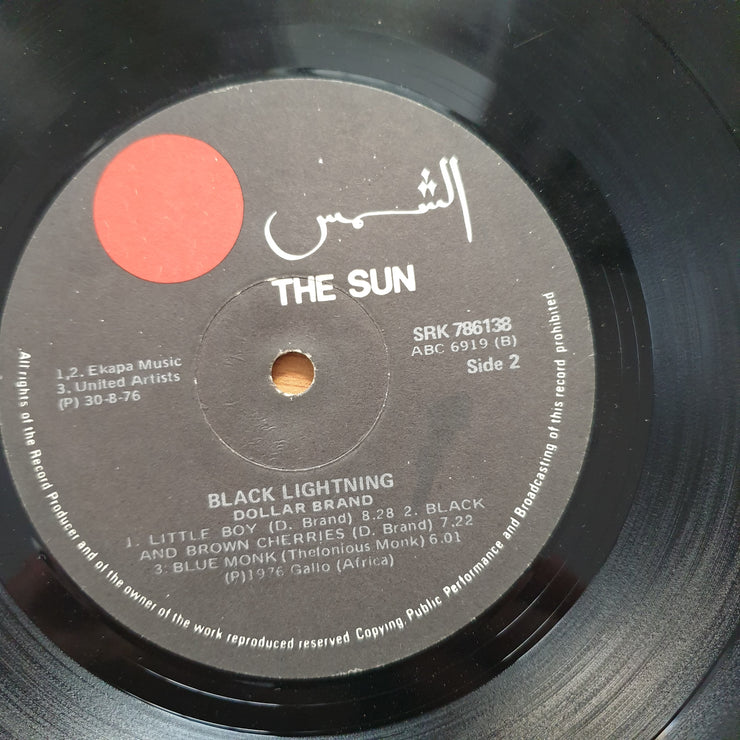 الشمس
THE SUN
SRK 786138
ABC 6919 (B)
Side 2
1,2. Ekapa Music
3. United Artists
(P) 30-8-76
BLACK LIGHTNING
DOLLAR BRAND
1. LITTLE BOY (D. Brand) 8.28 2. BLACK
AND BROWN CHERRIES (D. Brand) 7.22
3: BLUE MONK (Thelonious Monk) 6.01
(P)1976 Gallo (Africa)
All rights of the Record Producer and of the owner of the work reproduced reserved Copying, Public Performance and Broadcasting of this record prohibited